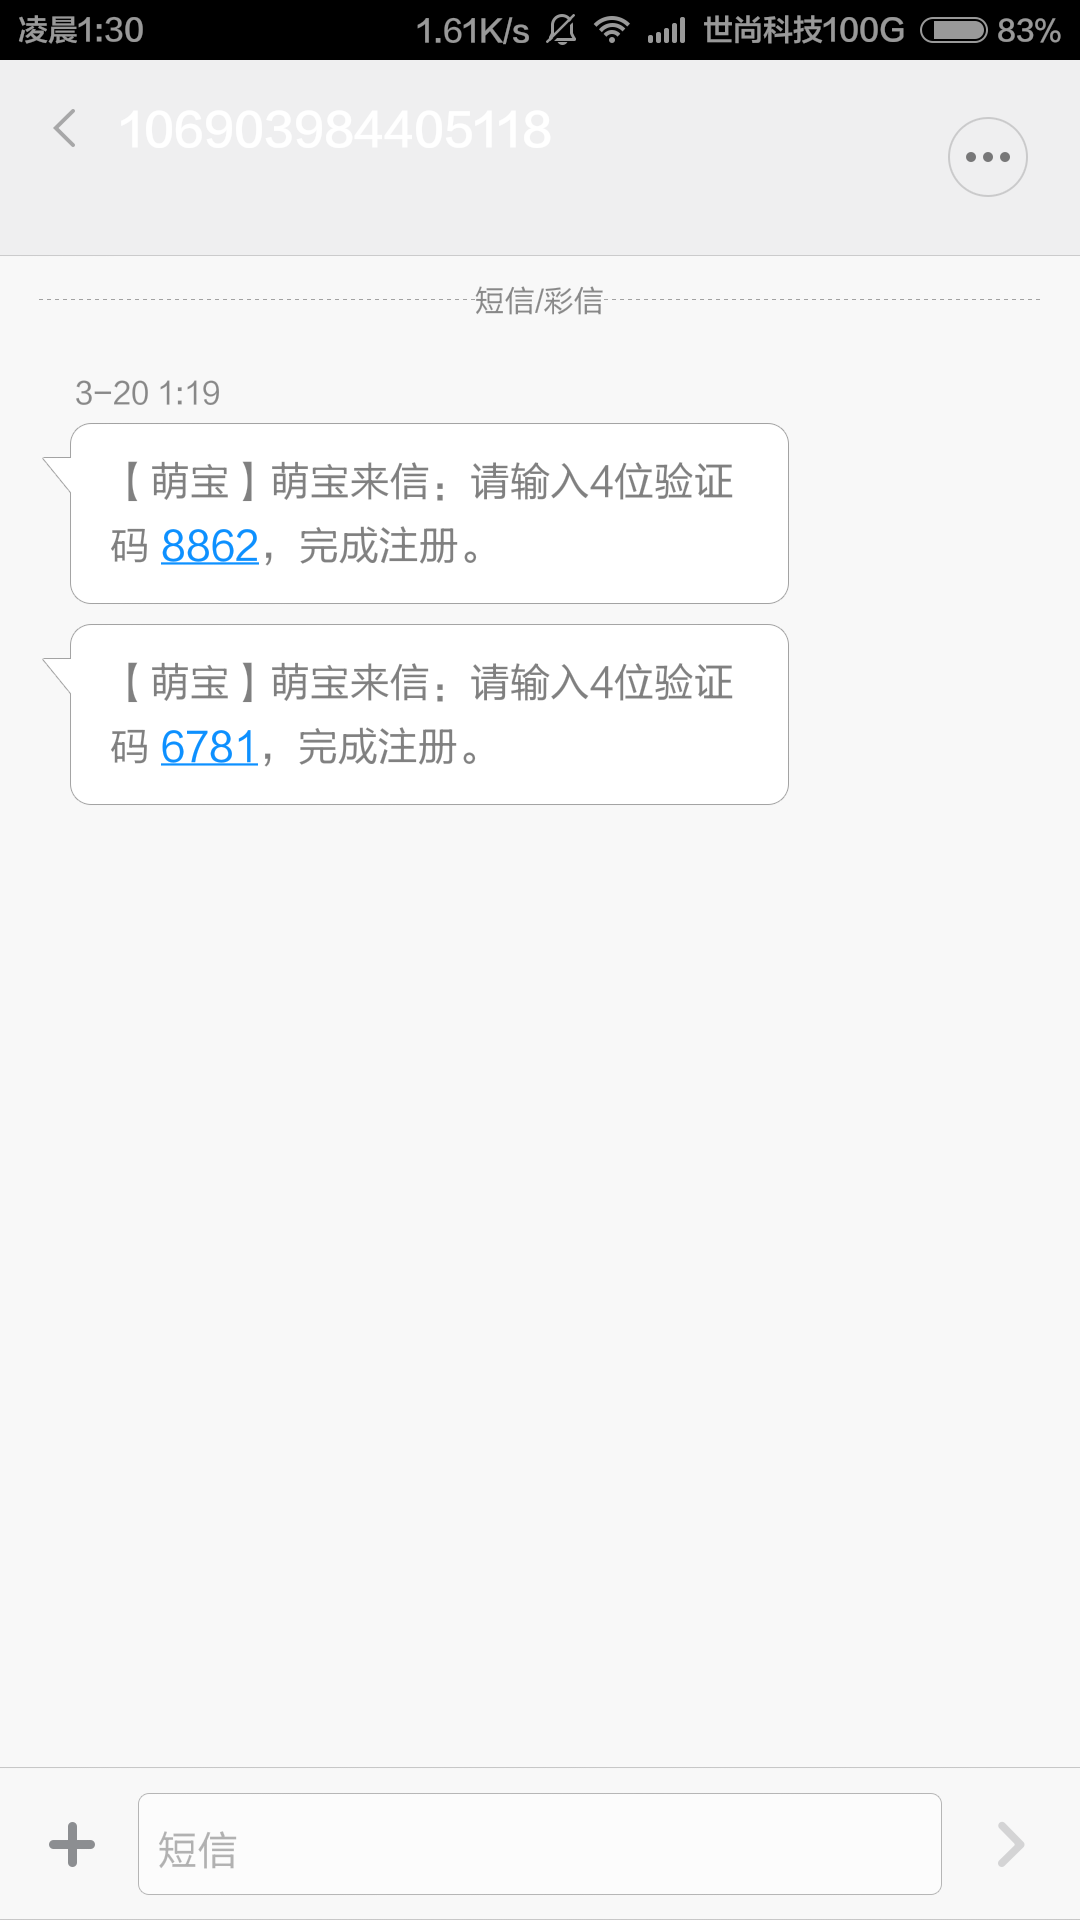 凌晨1:30 1.61K/s 世尚科技100G 83%
106903984405118
短信/彩信
3-20 1:19
【萌宝】萌宝来信：请输入4位验证
码 8862，完成注册。
【萌宝】萌宝来信：请输入4位验证
码 6781，完成注册。
短信